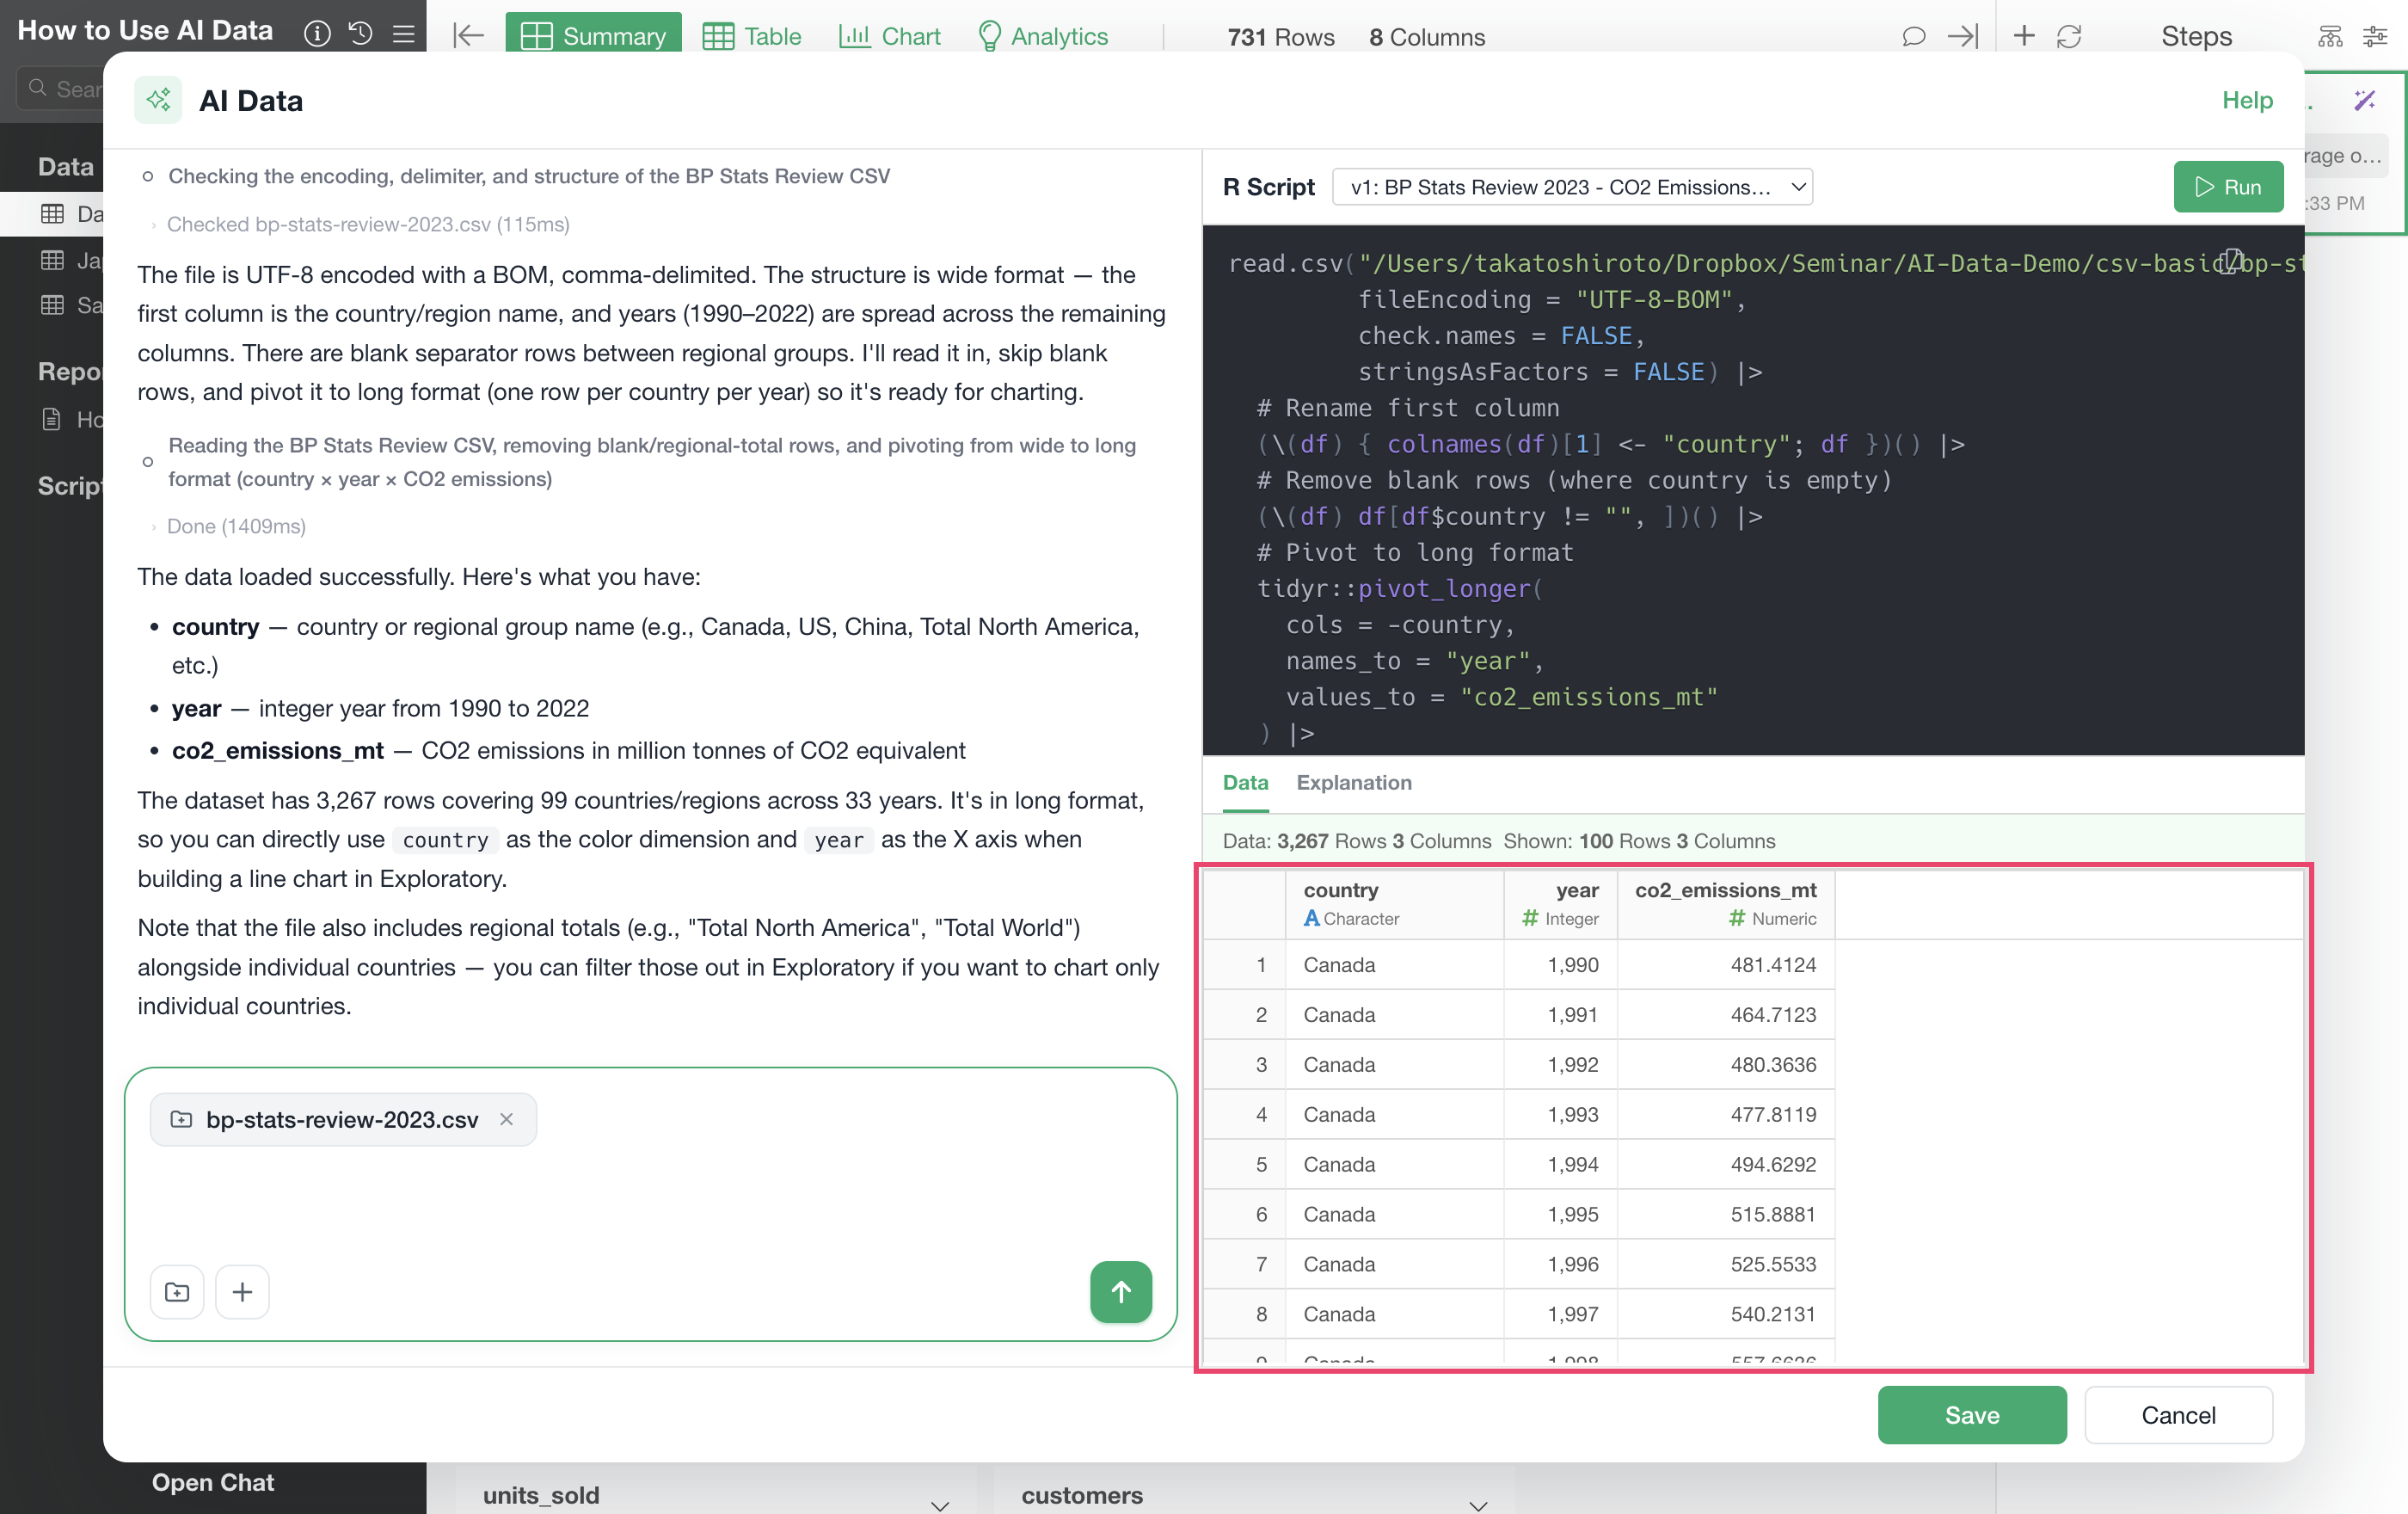 How to Use AI Data
Summary
Table
Chart
Analytics
731 Rows 8 Columns
Steps
AI Data
Help
Data
Checking the encoding, delimiter, and structure of the BP Stats Review CSV
Checked bp-stats-review-2023.csv (115ms)
The file is UTF-8 encoded with a BOM, comma-delimited. The structure is wide format — the
first column is the country/region name, and years (1990–2022) are spread across the remaining
columns. There are blank separator rows between regional groups. I'll read it in, skip blank
rows, and pivot it to long format (one row per country per year) so it's ready for charting.
Reading the BP Stats Review CSV, removing blank/regional-total rows, and pivoting from wide to long
format (country × year × CO2 emissions)
Done (1409ms)
The data loaded successfully. Here's what you have:
• country — country or regional group name (e.g., Canada, US, China, Total North America,
etc.)
• year — integer year from 1990 to 2022
• co2_emissions_mt — CO2 emissions in million tonnes of CO2 equivalent
The dataset has 3,267 rows covering 99 countries/regions across 33 years. It's in long format,
so you can directly use country as the color dimension and year as the X axis when
building a line chart in Exploratory.
Note that the file also includes regional totals (e.g., "Total North America", "Total World")
alongside individual countries — you can filter those out in Exploratory if you want to chart only
individual countries.
bp-stats-review-2023.csv
R Script
v1: BP Stats Review 2023 - CO2 Emissions...
Run
:33 PM
read.csv("/Users/takatoshiroto/Dropbox/Seminar/AI-Data-Demo/csv-basic/bp-st
fileEncoding = "UTF-8-BOM",
check.names = FALSE,
stringsAsFactors = FALSE) |>
# Rename first column
(\(df) { colnames(df)[1] <- "country"; df })() |>
# Remove blank rows (where country is empty)
(\(df) df[df$country != "", ])() |>
# Pivot to long format
tidyr::pivot_longer(
cols = -country,
names_to = "year",
values_to = "co2_emissions_mt"
) |>
Data
Explanation
Data: 3,267 Rows 3 Columns Shown: 100 Rows 3 Columns
country year co2_emissions_mt
A Character # Integer # Numeric
1 Canada 1,990 481.4124
2 Canada 1,991 464.7123
3 Canada 1,992 480.3636
4 Canada 1,993 477.8119
5 Canada 1,994 494.6292
6 Canada 1,995 515.8881
7 Canada 1,996 525.5533
8 Canada 1,997 540.2131
Save
Cancel
Open Chat
units_sold
customers